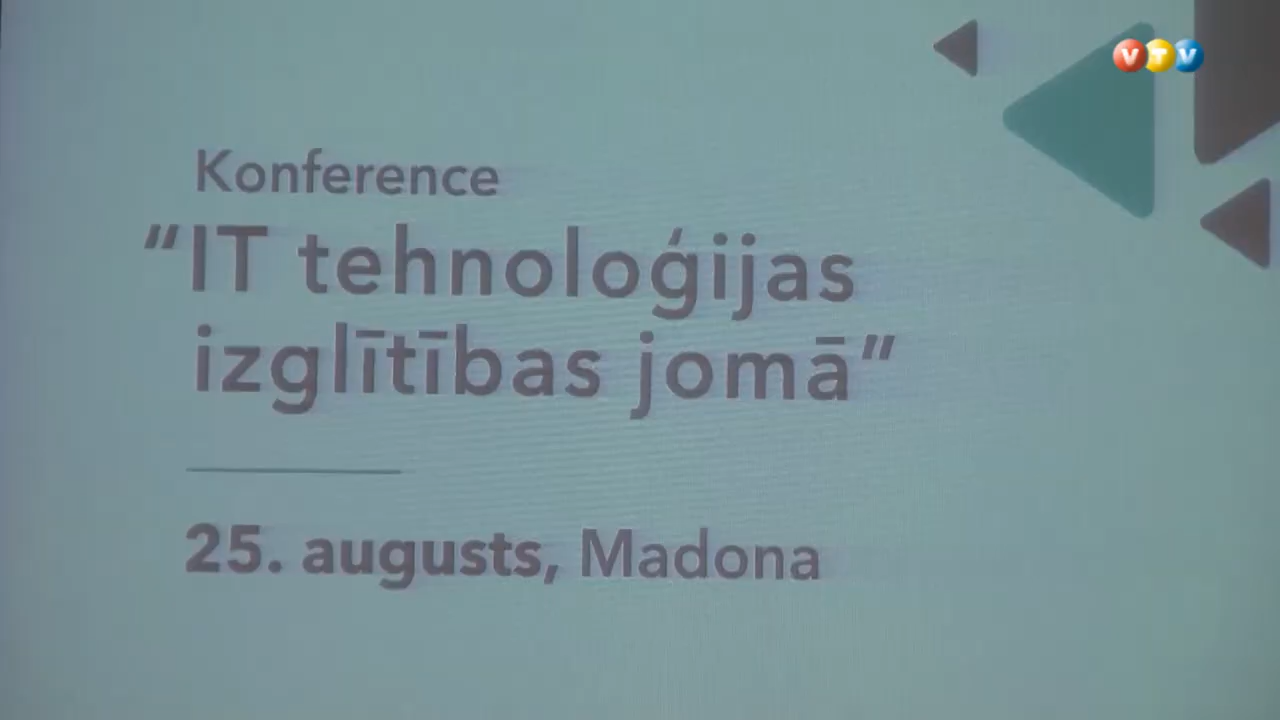 VTV
Konference
“IT tehnoloģijas
izglītības jomā”
25. augusts, Madona